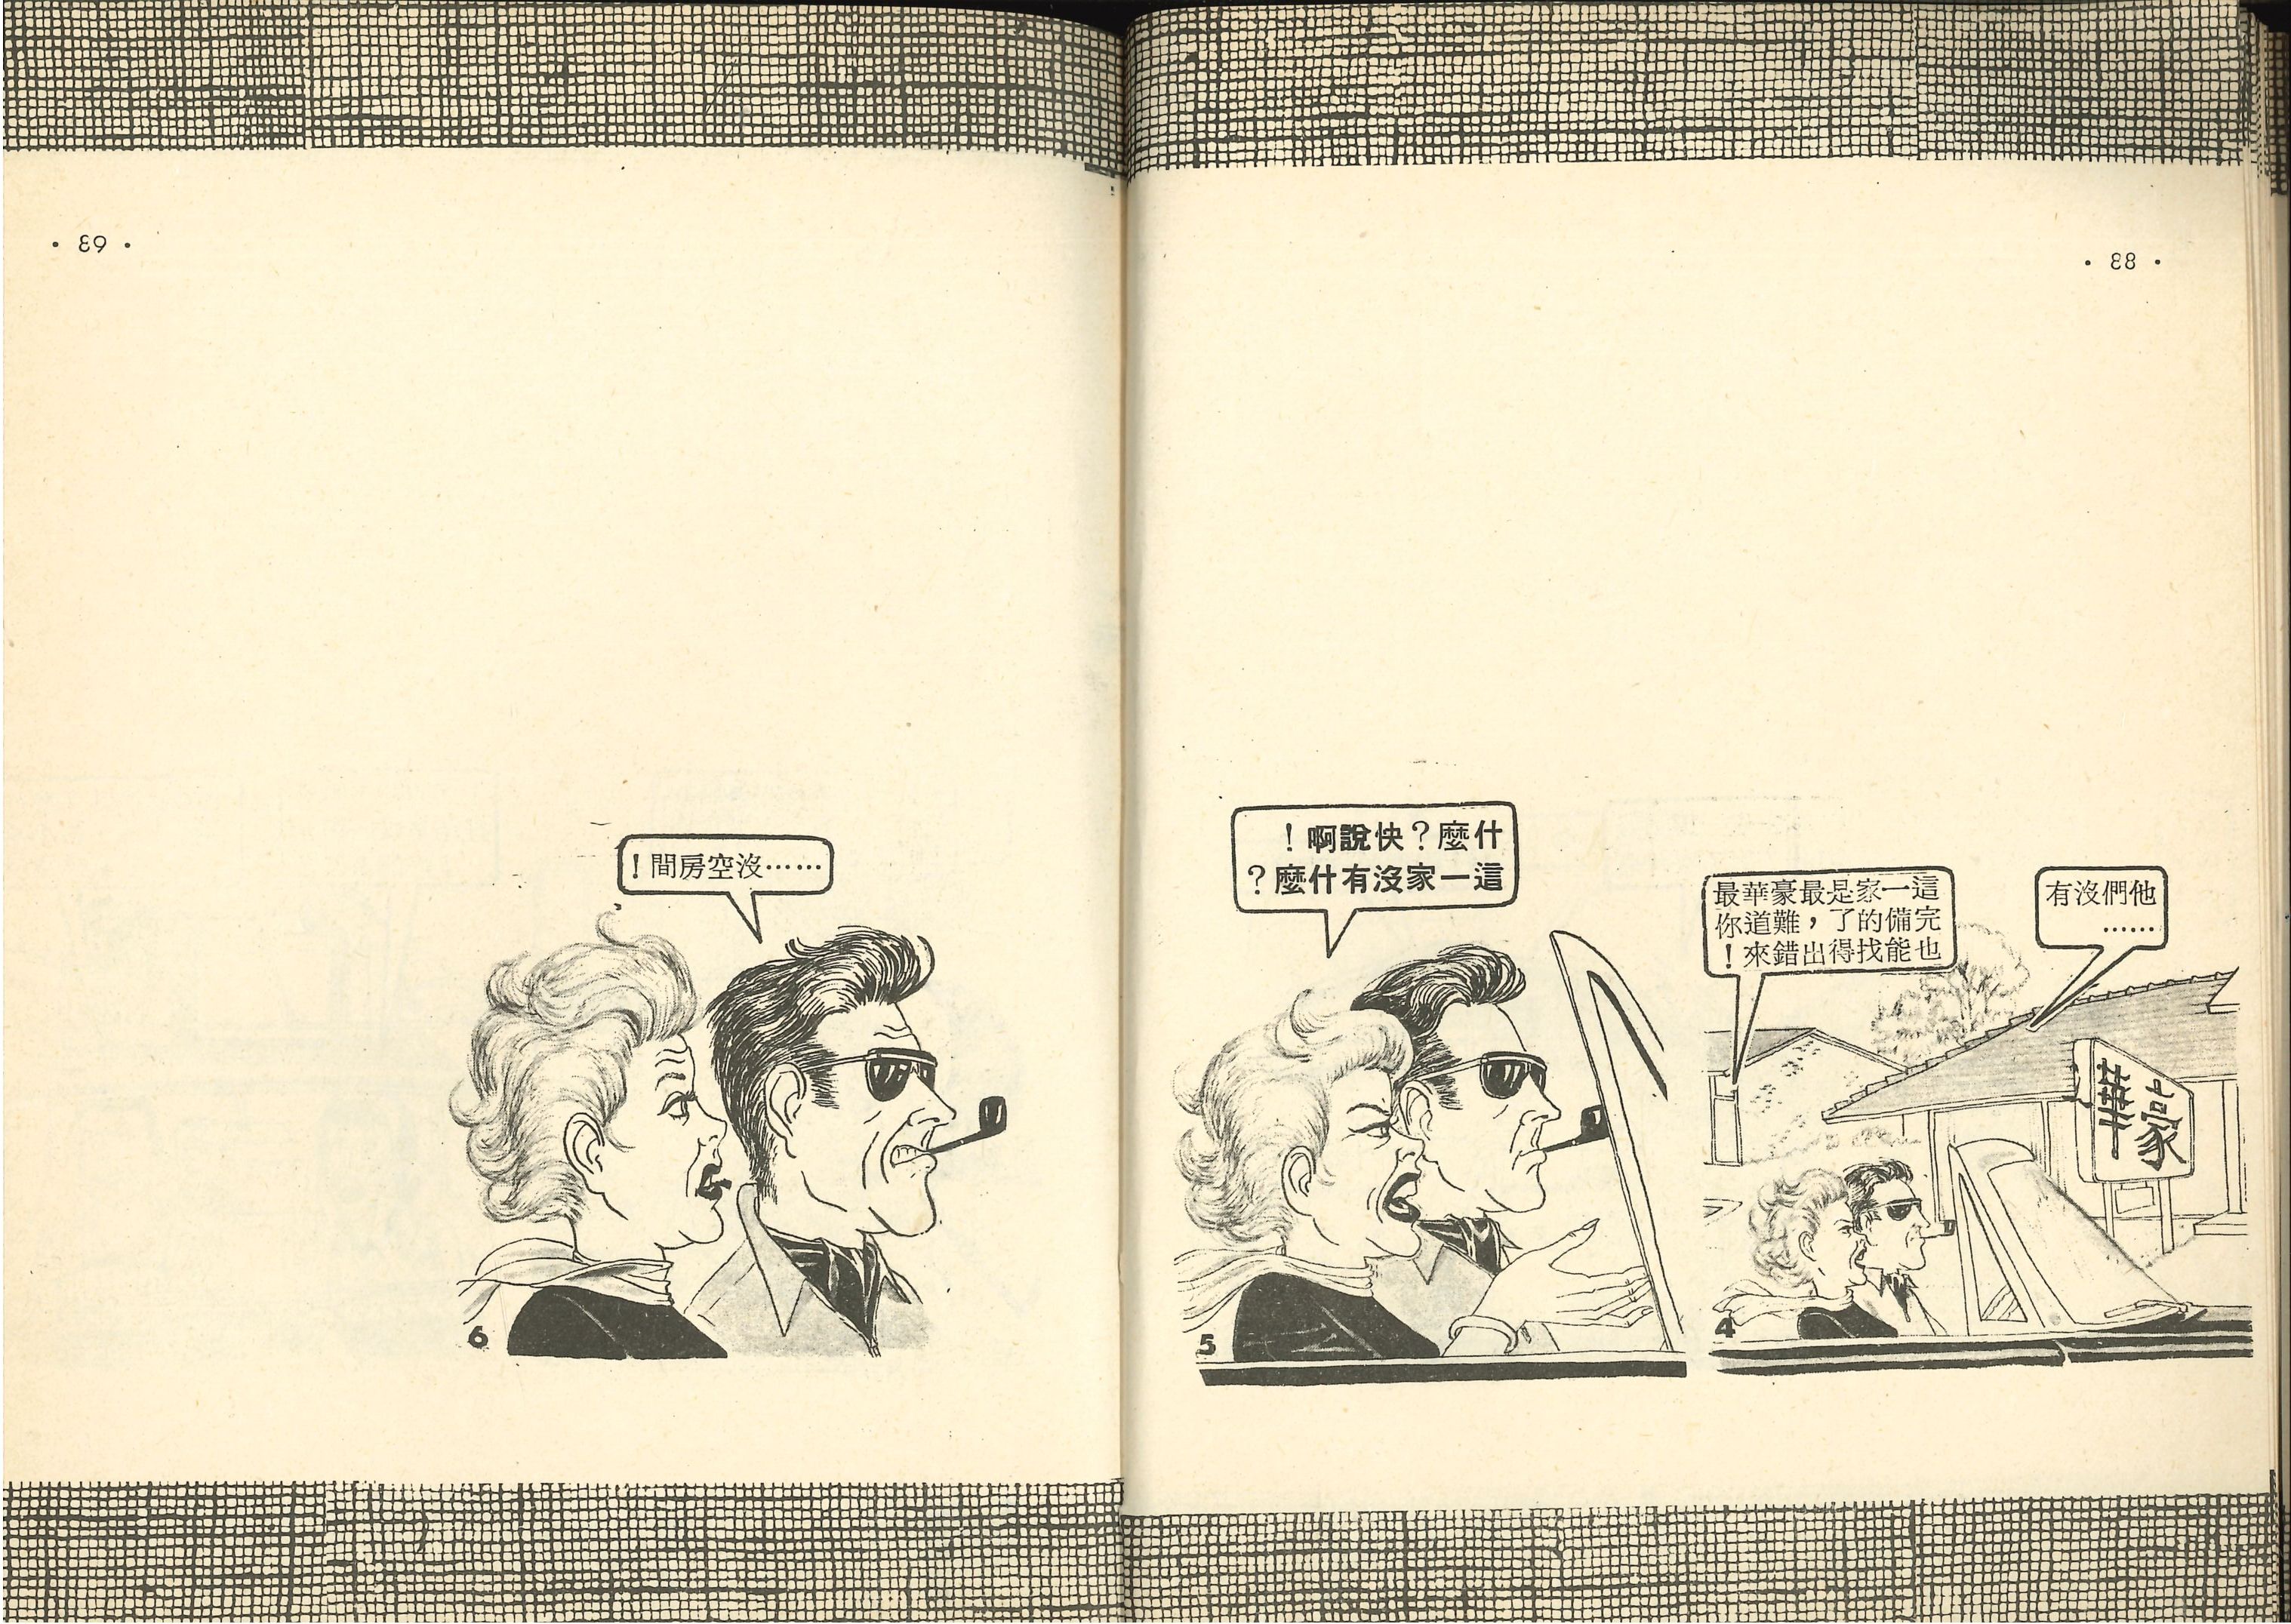 · 88 ·
他們沒有
……
這一家是最豪華最
完備的了，難道你
也能找得出錯來！
豪華
4
什麼？快說啊！
這一家沒有什麼？
5
· 89 ·
……沒空房間！
6